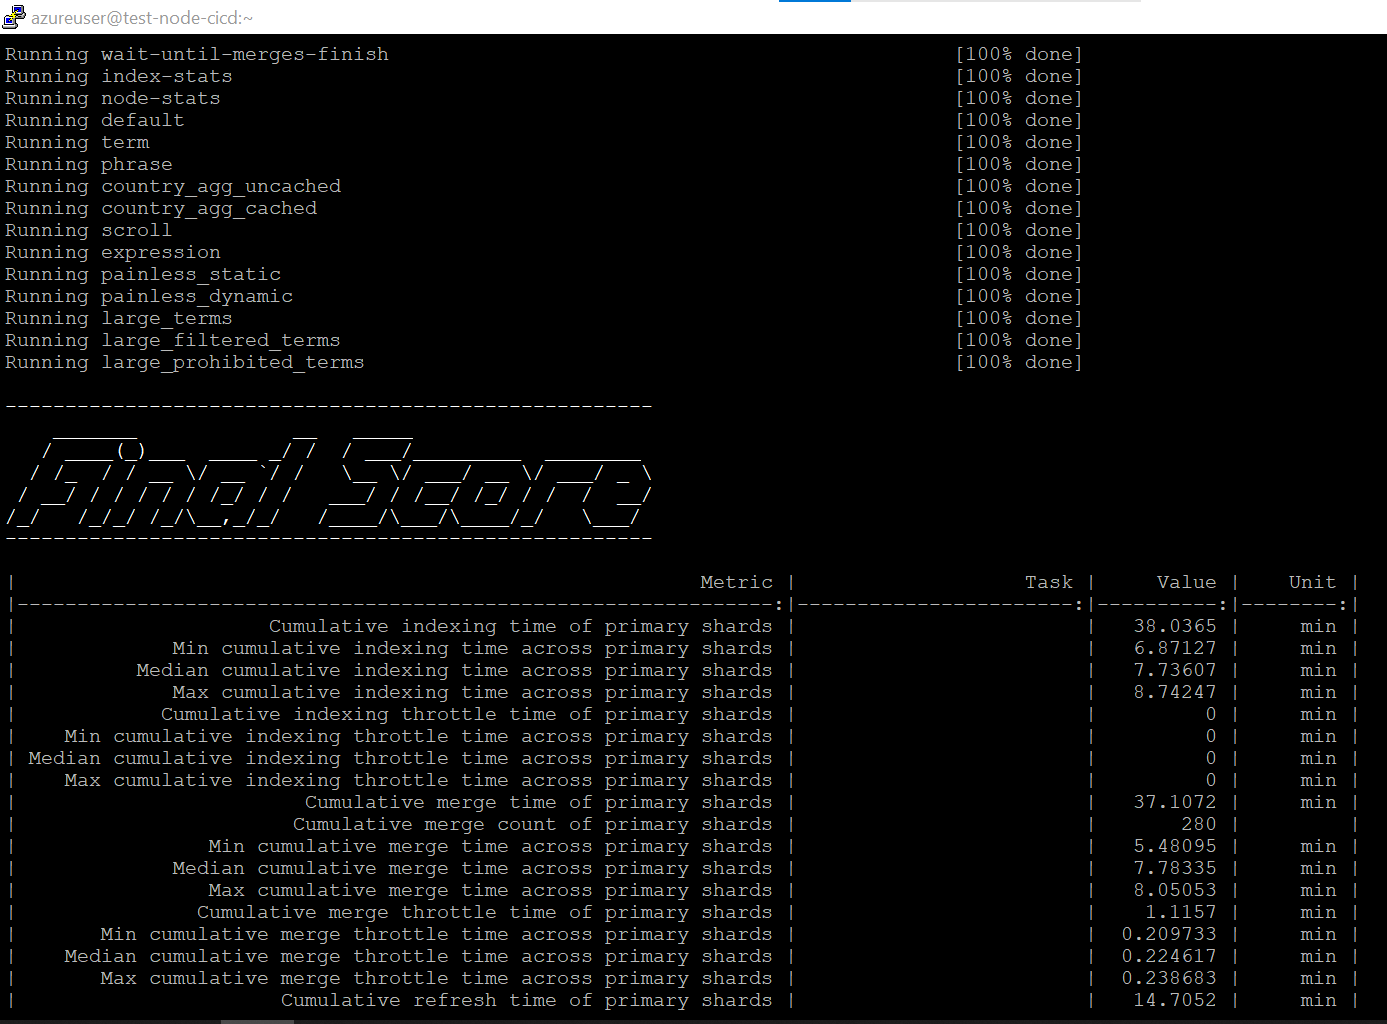 azureuser@test-node-cicd:~
Running wait-until-merges-finish [100% done]
Running index-stats [100% done]
Running node-stats [100% done]
Running default [100% done]
Running term [100% done]
Running phrase [100% done]
Running country_agg_uncached [100% done]
Running country_agg_cached [100% done]
Running scroll [100% done]
Running expression [100% done]
Running painless_static [100% done]
Running painless_dynamic [100% done]
Running large_terms [100% done]
Running large_filtered_terms [100% done]
Running large_prohibited_terms [100% done]
------------------------------------------------------
Final Score
------------------------------------------------------
| Metric | Task | Value | Unit |
|---------------------------------------------------------------:|-----------------------:|----------:|--------:|
| Cumulative indexing time of primary shards | | 38.0365 | min |
| Min cumulative indexing time across primary shards | | 6.87127 | min |
| Median cumulative indexing time across primary shards | | 7.73607 | min |
| Max cumulative indexing time across primary shards | | 8.74247 | min |
| Cumulative indexing throttle time of primary shards | | 0 | min |
| Min cumulative indexing throttle time across primary shards | | 0 | min |
| Median cumulative indexing throttle time across primary shards | | 0 | min |
| Max cumulative indexing throttle time across primary shards | | 0 | min |
| Cumulative merge time of primary shards | | 37.1072 | min |
| Cumulative merge count of primary shards | | 280 | |
| Min cumulative merge time across primary shards | | 5.48095 | min |
| Median cumulative merge time across primary shards | | 7.78335 | min |
| Max cumulative merge time across primary shards | | 8.05053 | min |
| Cumulative merge throttle time of primary shards | | 1.1157 | min |
| Min cumulative merge throttle time across primary shards | | 0.209733 | min |
| Median cumulative merge throttle time across primary shards | | 0.224617 | min |
| Max cumulative merge throttle time across primary shards | | 0.238683 | min |
| Cumulative refresh time of primary shards | | 14.7052 | min |